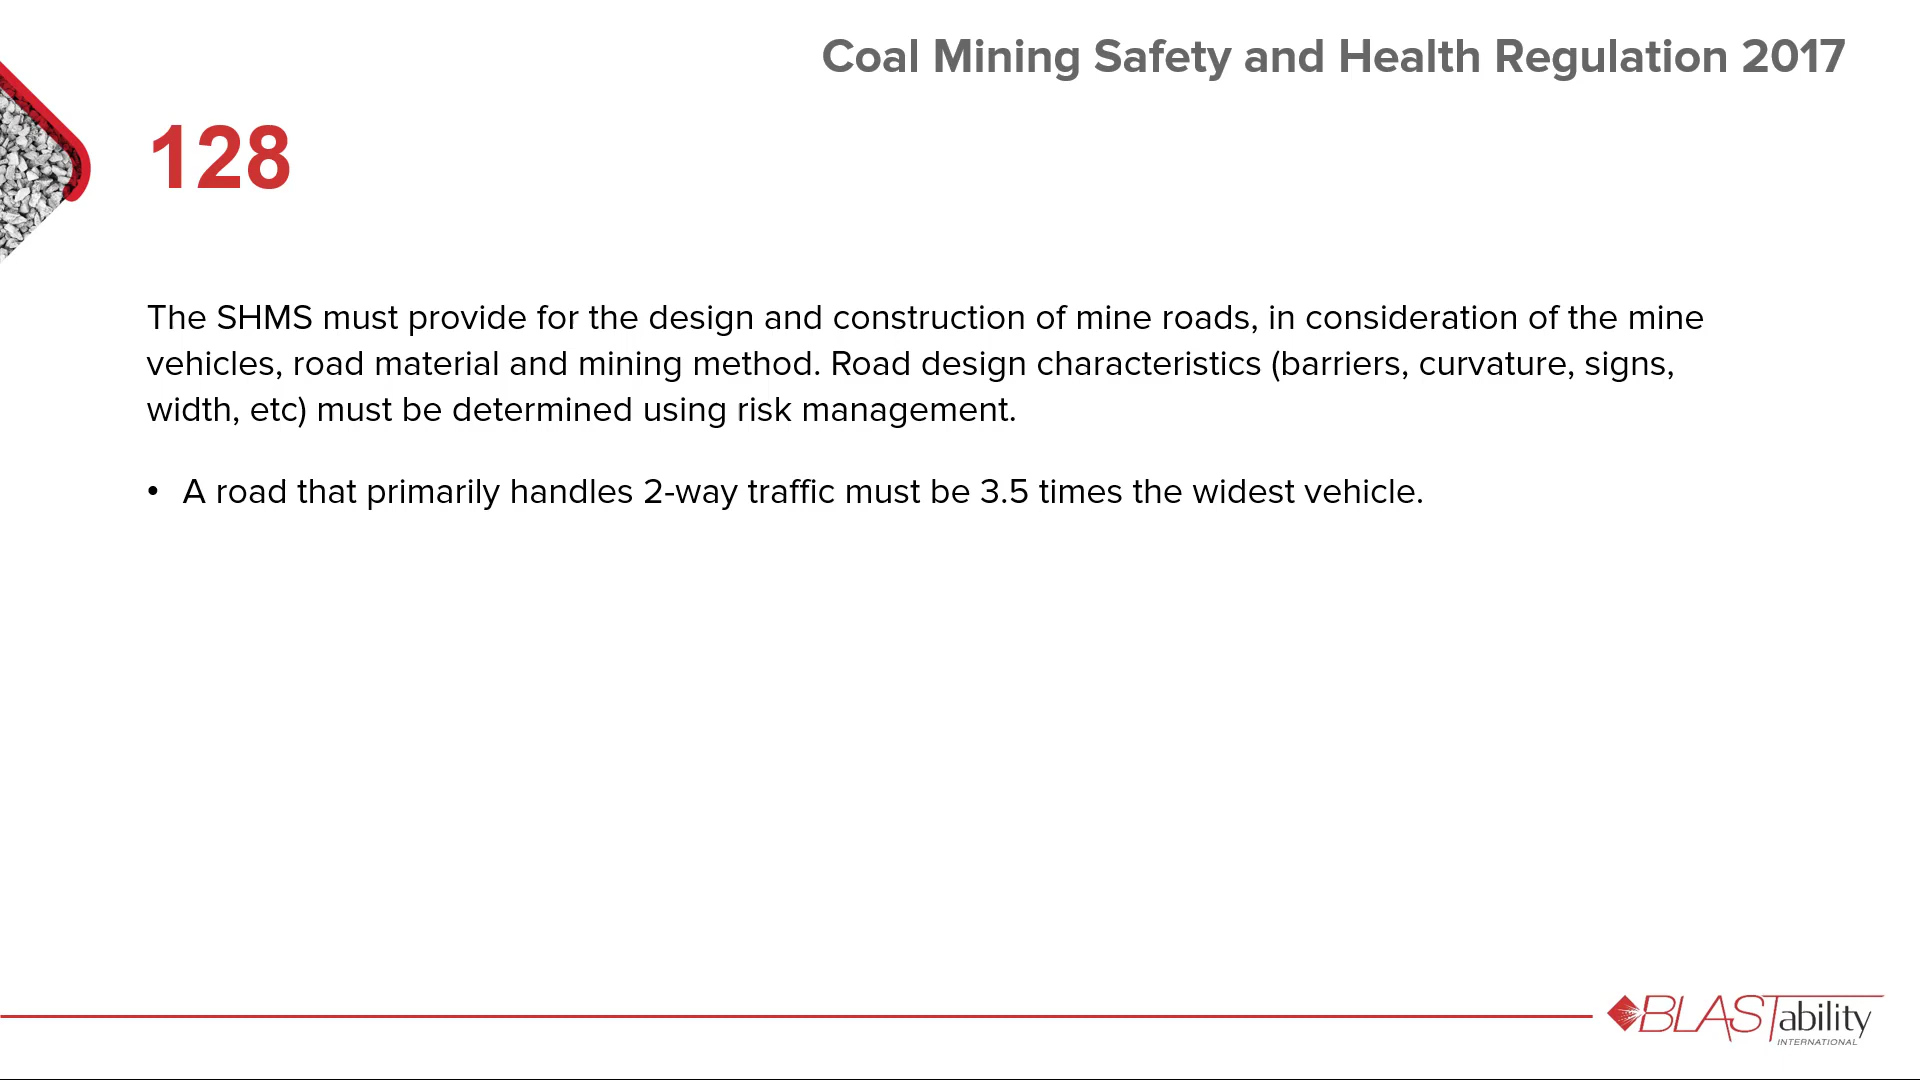 Coal Mining Safety and Health Regulation 2017
128
The SHMS must provide for the design and construction of mine roads, in consideration of the mine
vehicles, road material and mining method. Road design characteristics (barriers, curvature, signs,
width, etc) must be determined using risk management.
• A road that primarily handles 2-way traffic must be 3.5 times the widest vehicle.
BLASTability
INTERNATIONAL